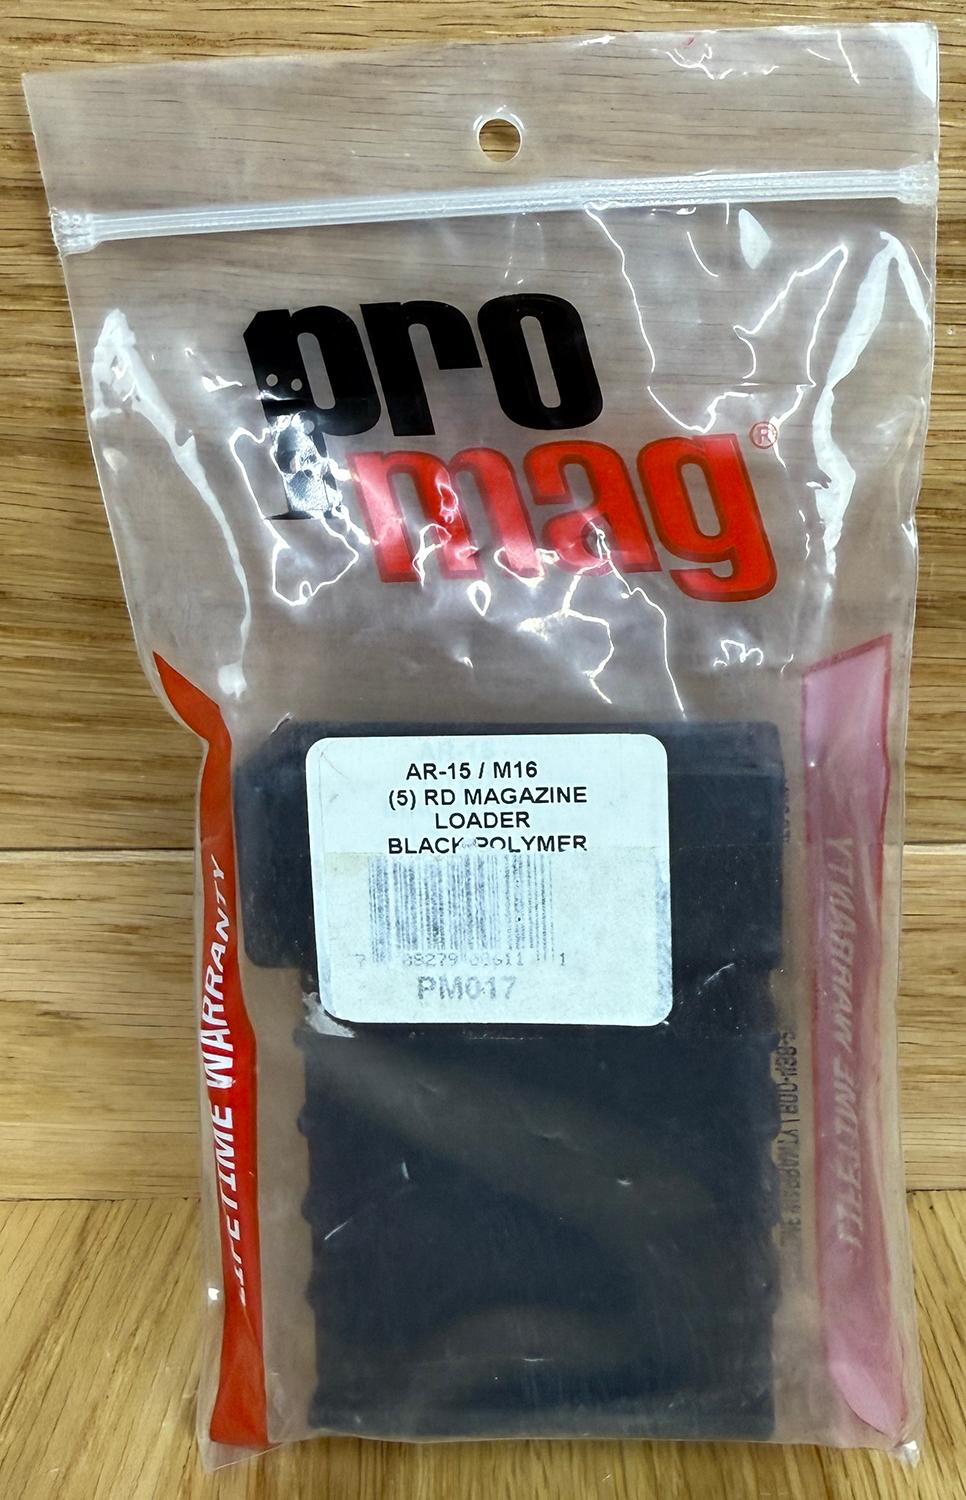 pro
mag®
AR-15 / M16
(5) RD MAGAZINE
LOADER
BLACK POLYMER
PM017
LIFETIME WARRANTY
LIFETIME WARRANTY